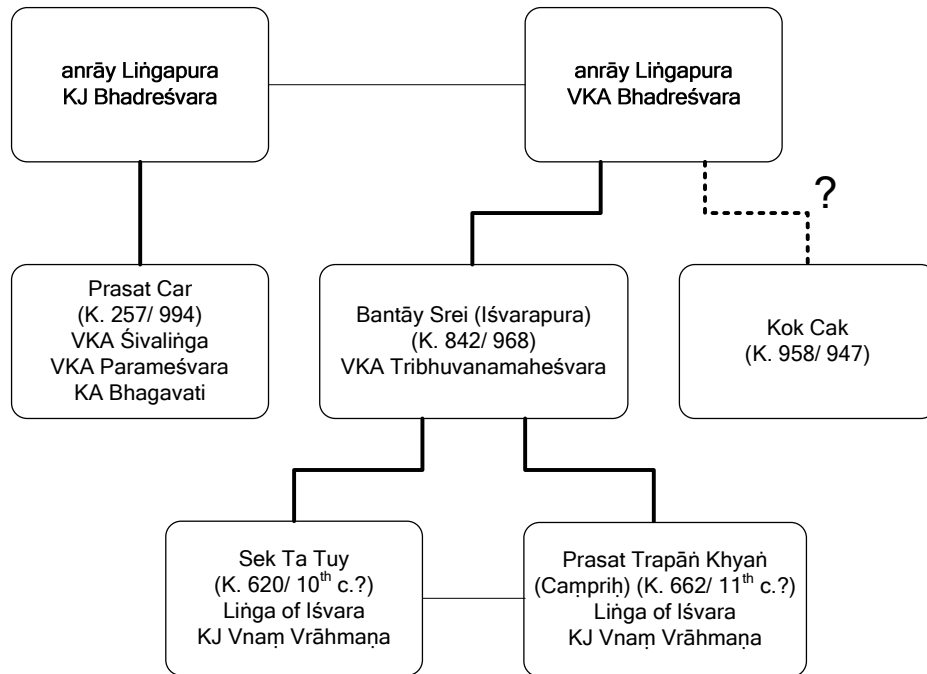 anrāy Liṅgapura
KJ Bhadreśvara
anrāy Liṅgapura
VKA Bhadreśvara
?
Prasat Car
(K. 257/ 994)
VKA Śivaliṅga
VKA Parameśvara
KA Bhagavati
Bantāy Srei (Iśvarapura)
(K. 842/ 968)
VKA Tribhuvanamaheśvara
Kok Cak
(K. 958/ 947)
Sek Ta Tuy
(K. 620/ 10th c.?)
Liṅga of Iśvara
KJ Vnaṃ Vrāhmaṇa
Prasat Trapāṅ Khyaṅ
(Caṃpriḥ) (K. 662/ 11th c.?)
Liṅga of Iśvara
KJ Vnaṃ Vrāhmaṇa